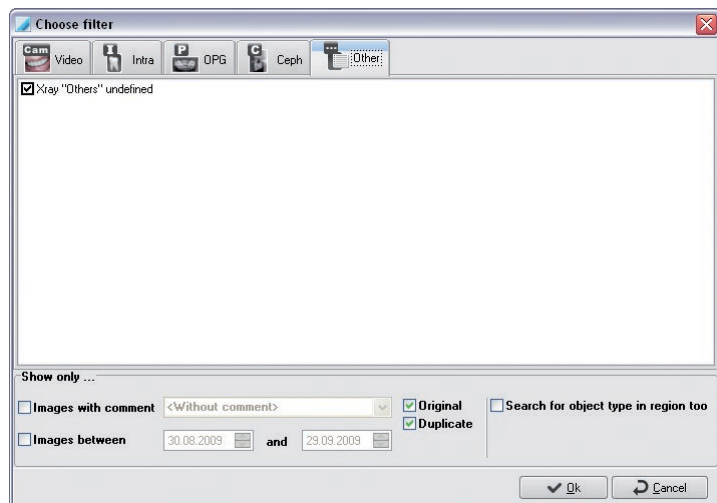 Choose filter
Cam Video I Intra P OPG C Ceph Other
Xray "Others" undefined
Show only ...
Images with comment <Without comment> Original Search for object type in region too
Duplicate
Images between 30.08.2009 and 29.09.2009
Ok Cancel